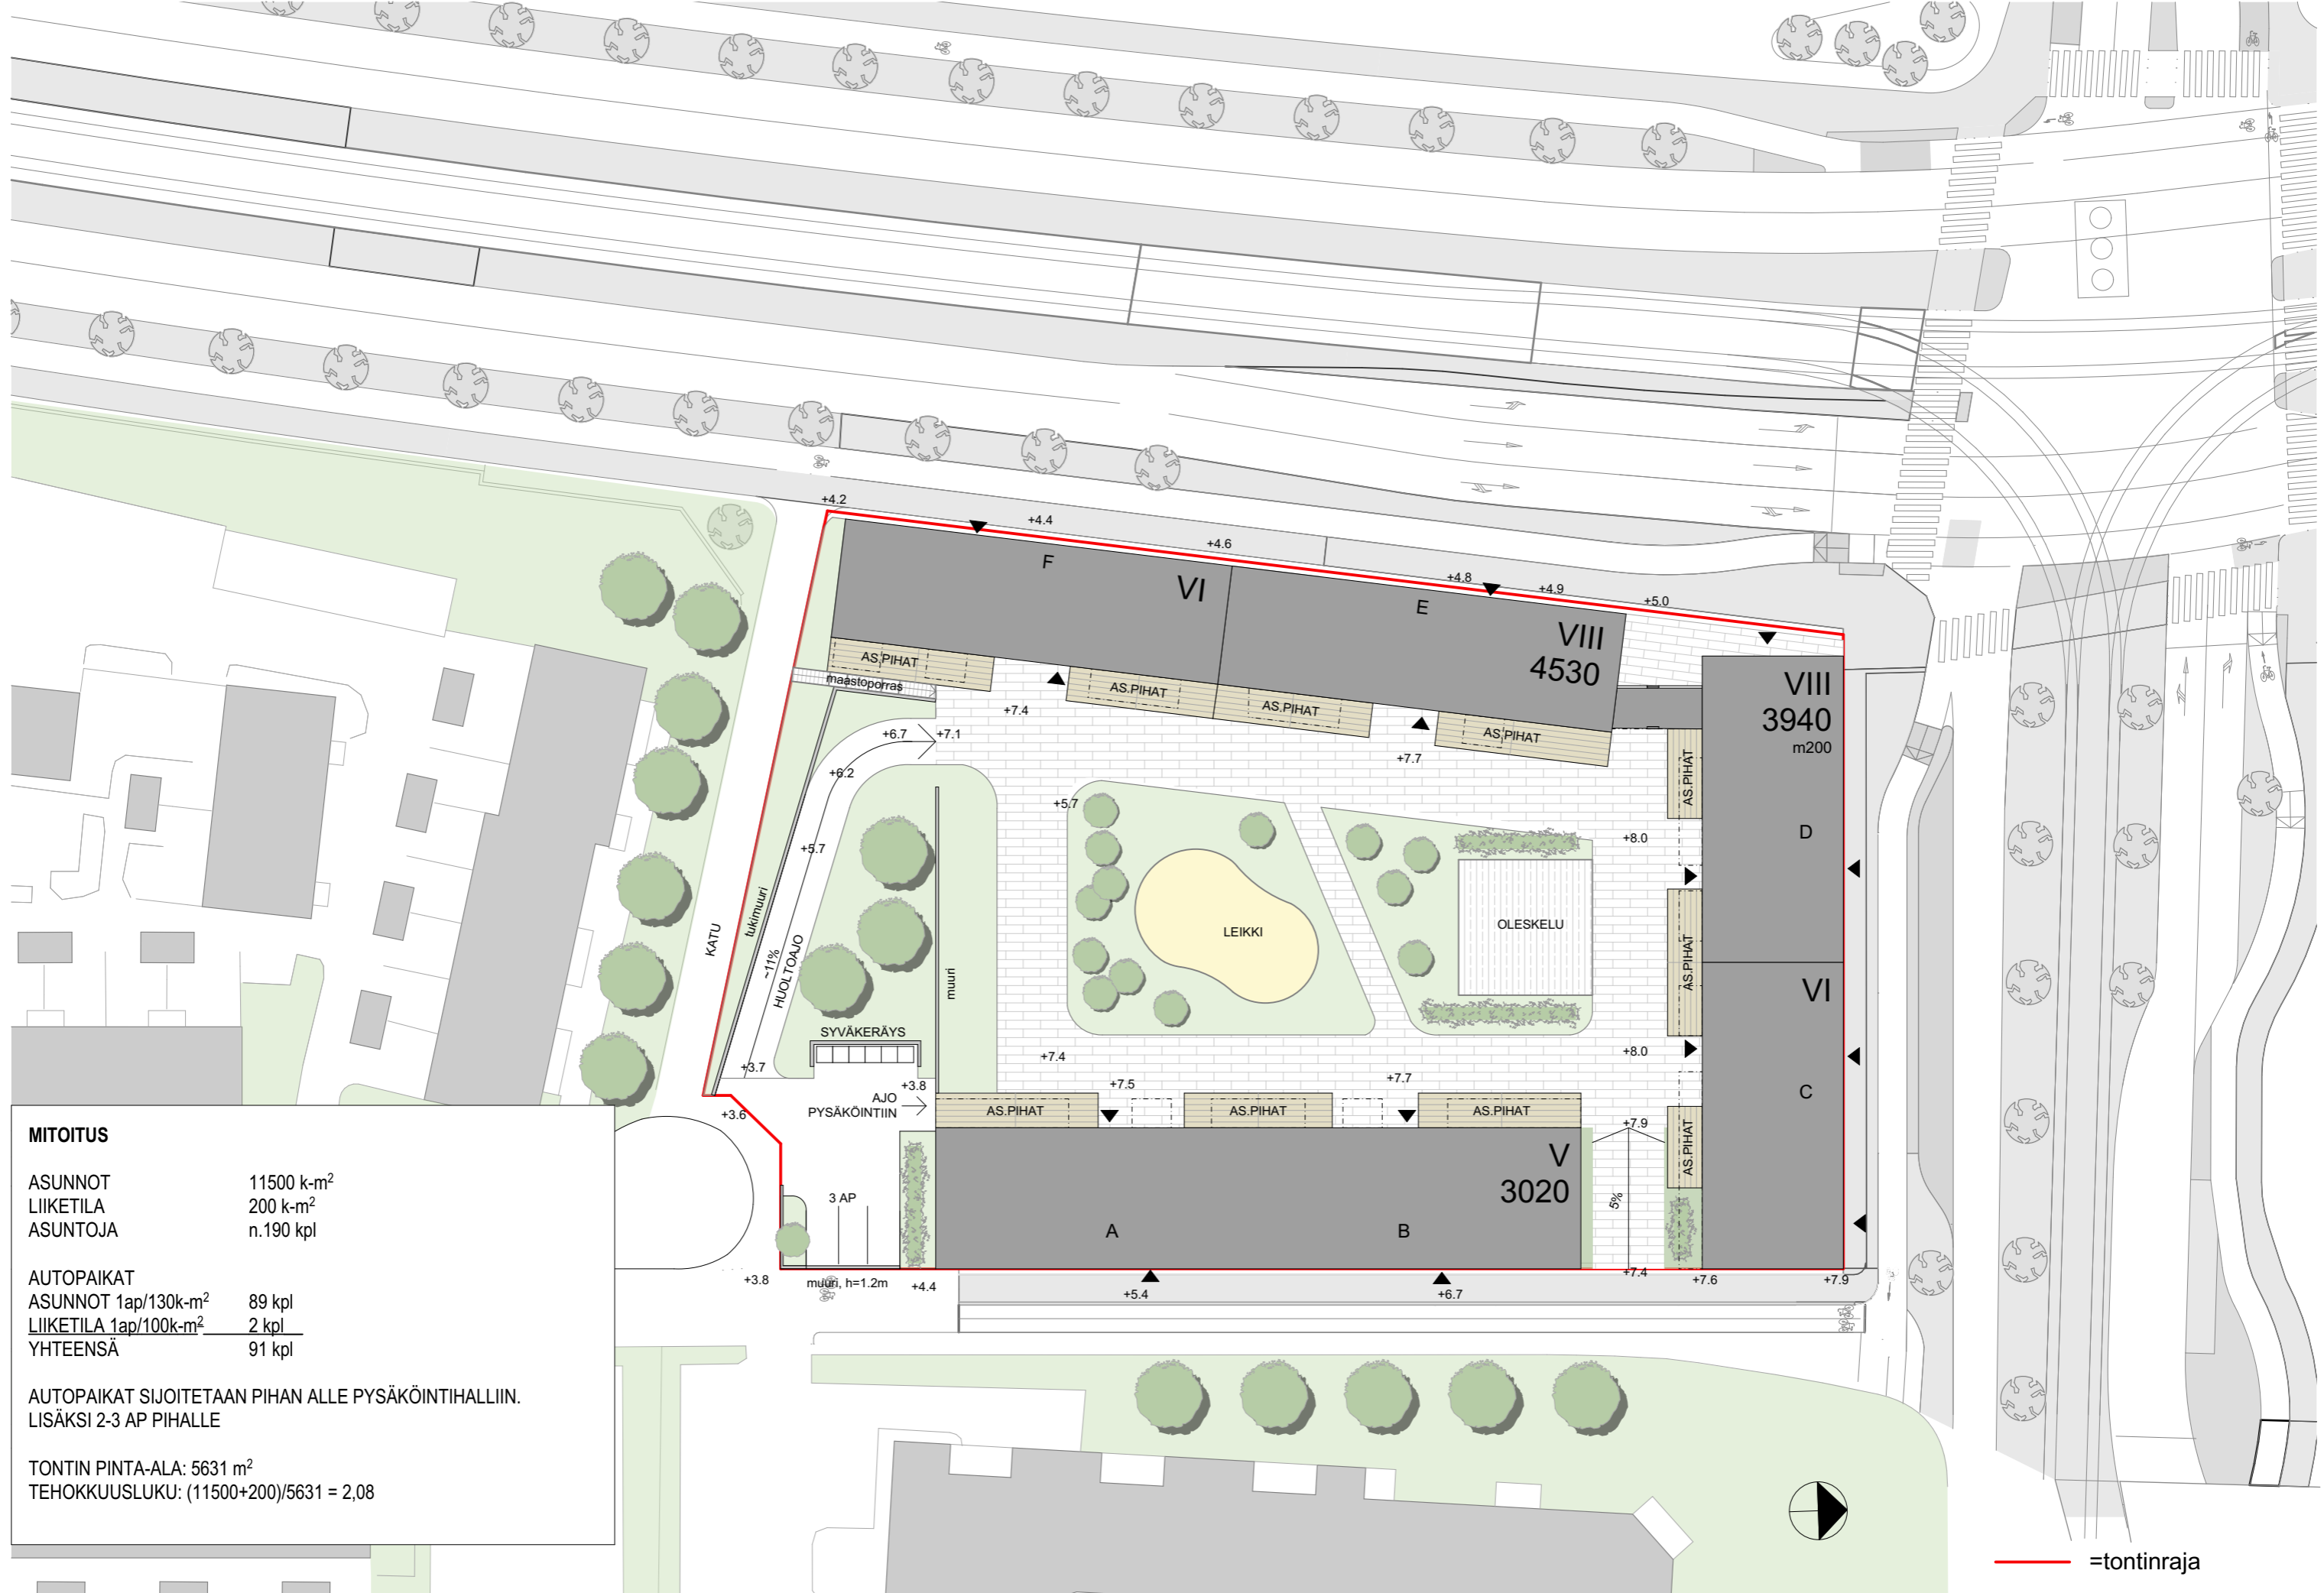 +4.2
+4.4
+4.6
+4.8
+4.9
+5.0
F
VI
E
VIII
4530
VIII
3940
m200
D
VI
C
AS.PIHAT
maastoporras
AS.PIHAT
AS.PIHAT
AS.PIHAT
AS.PIHAT
AS.PIHAT
AS.PIHAT
+7.4
+6.7
+7.1
+7.7
+6.2
+5.7
+5.7
+8.0
KATU
tukimuuri
~11%
HUOLTOAJO
muuri
LEIKKI
OLESKELU
SYVÄKERÄYS
+3.7
+3.8
+7.4
+7.5
+7.7
+8.0
AJO
PYSÄKÖINTIIN
+3.6
AS.PIHAT
AS.PIHAT
AS.PIHAT
+7.9
V
3020
5%
3 AP
A
B
+3.8
muuri, h=1.2m
+4.4
+5.4
+6.7
+7.4
+7.6
+7.9
MITOITUS
ASUNNOT 11500 k-m²
LIIKETILA 200 k-m²
ASUNTOJA n.190 kpl
AUTOPAIKAT
ASUNNOT 1ap/130k-m² 89 kpl
LIIKETILA 1ap/100k-m² 2 kpl
YHTEENSÄ 91 kpl
AUTOPAIKAT SIJOITETAAN PIHAN ALLE PYSÄKÖINTIHALLIIN.
LISÄKSI 2-3 AP PIHALLE
TONTIN PINTA-ALA: 5631 m²
TEHOKKUUSLUKU: (11500+200)/5631 = 2,08
=tontinraja